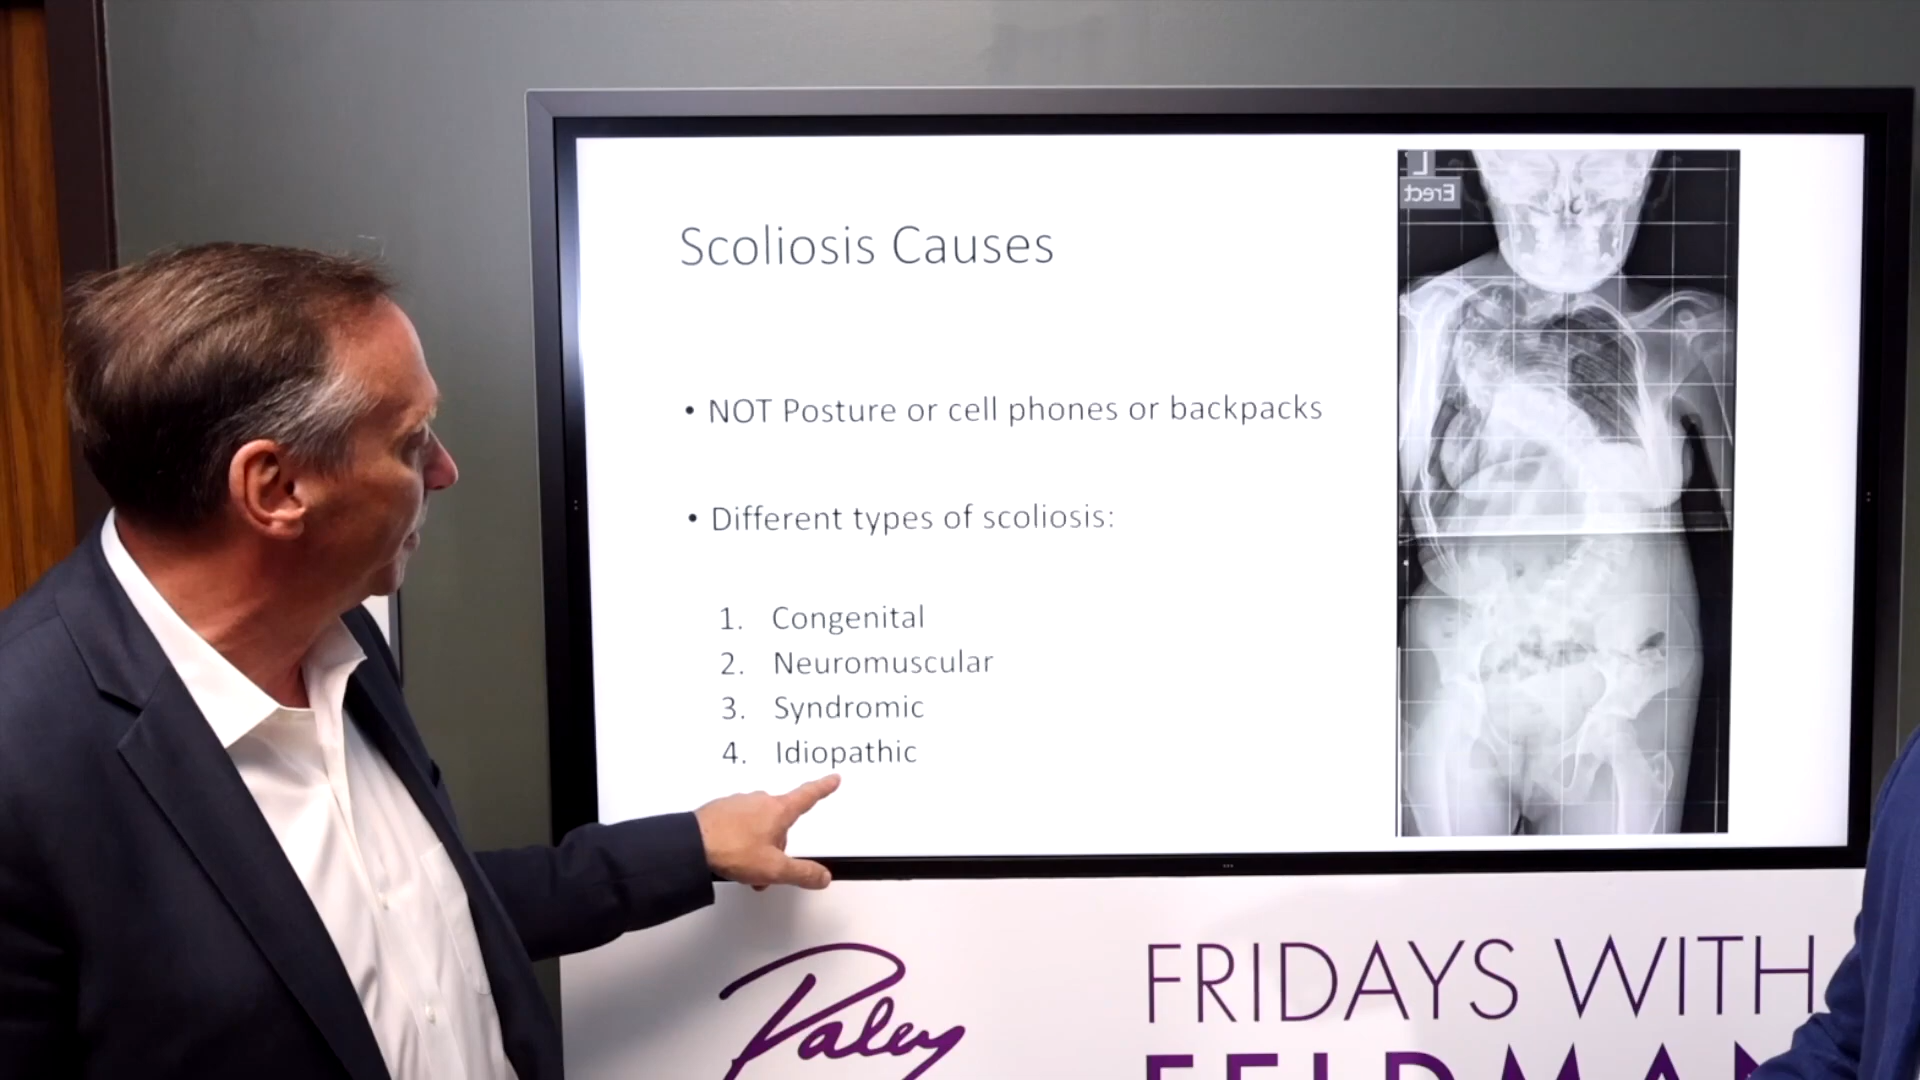 L
Erect
Scoliosis Causes
• NOT Posture or cell phones or backpacks
• Different types of scoliosis:
1. Congenital
2. Neuromuscular
3. Syndromic
4. Idiopathic
Paley
FRIDAYS WITH
FELDMAN